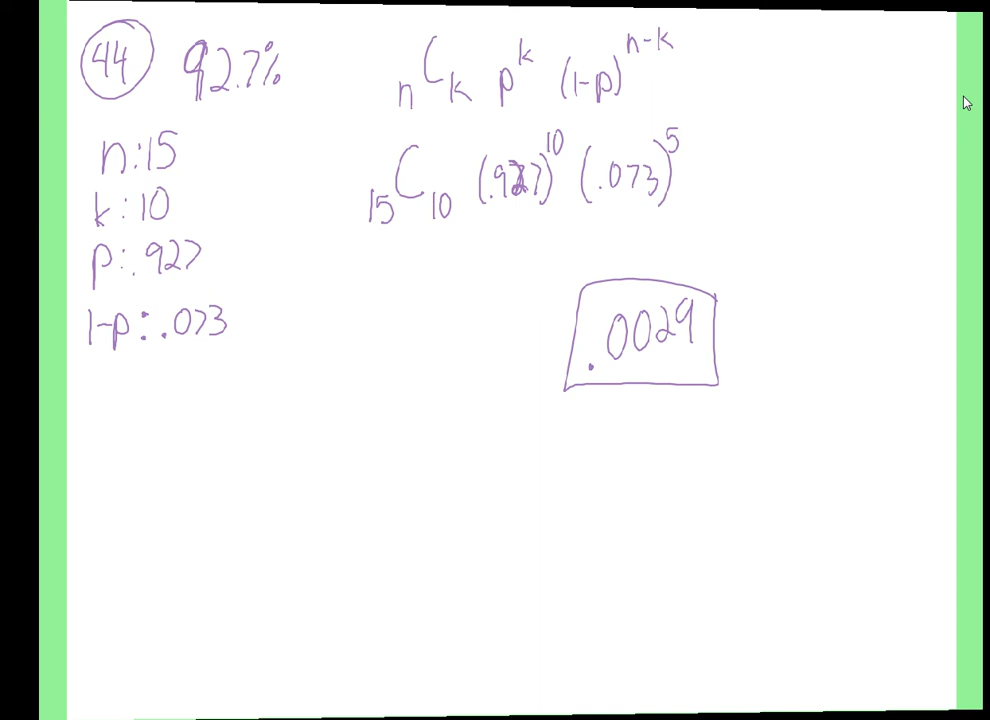 44 92.7%
nCk p^k (1-p)^n-k
n:15
k:10
p:.927
1-p:.073
15C10 (.927)^10 (.073)^5
.0029